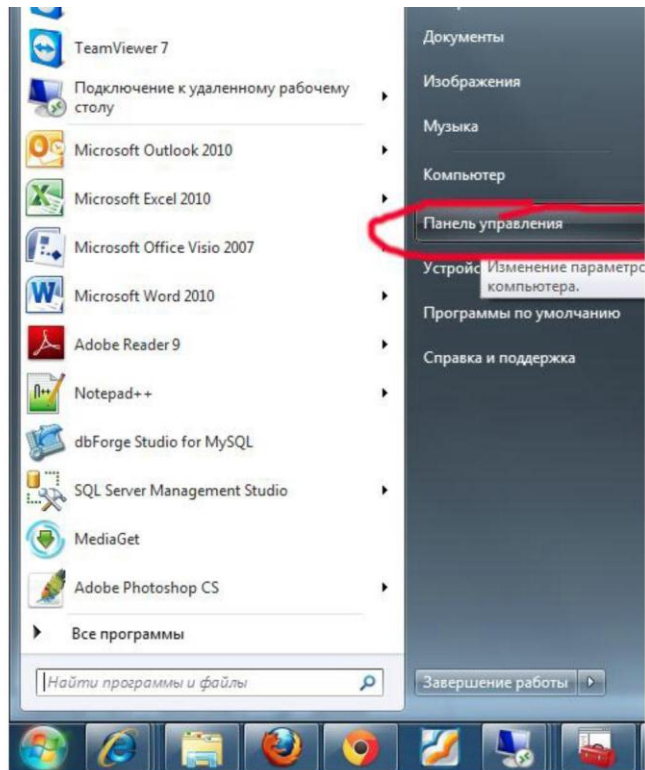 TeamViewer 7
Подключение к удаленному рабочему
столу
Microsoft Outlook 2010
Microsoft Excel 2010
Microsoft Office Visio 2007
Microsoft Word 2010
Adobe Reader 9
Notepad++
dbForge Studio for MySQL
SQL Server Management Studio
MediaGet
Adobe Photoshop CS
Все программы
Найти программы и файлы
Документы
Изображения
Музыка
Компьютер
Панель управления
Устройс
Изменение параметро
компьютера.
Программы по умолчанию
Справка и поддержка
Завершение работы